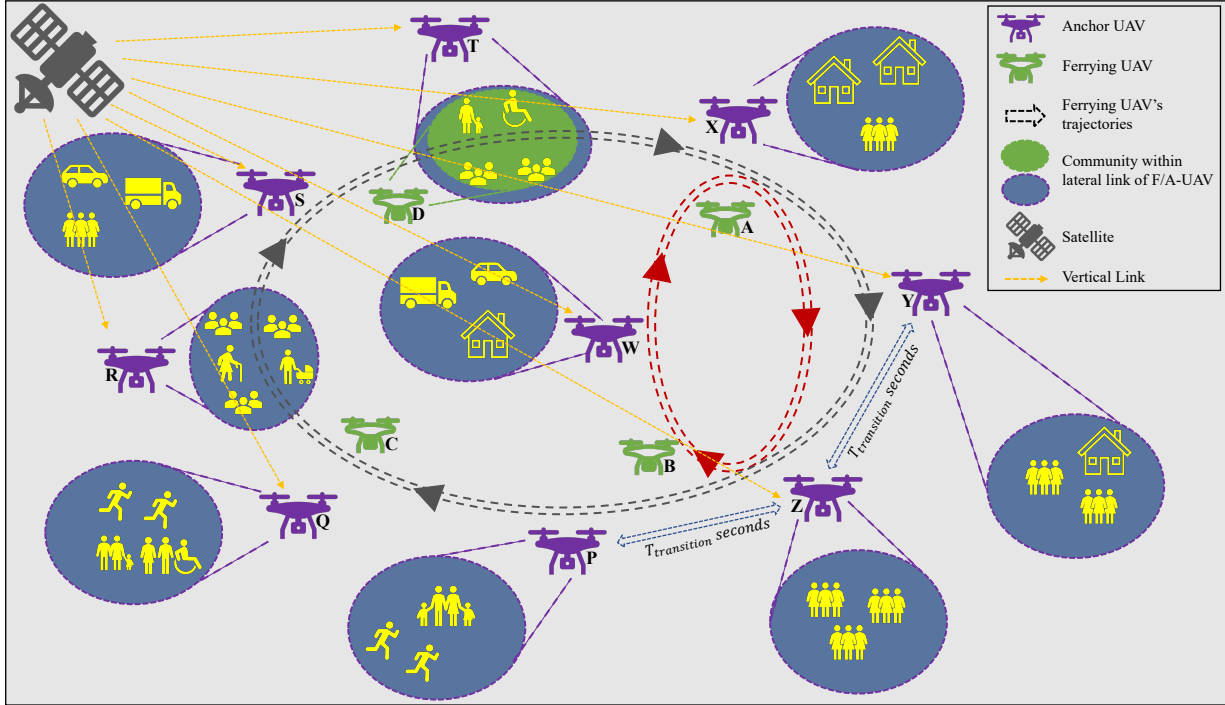 T
X
S
D
A
Y
W
R
C
B
Z
Q
P
T_transition seconds
T_transition seconds
Anchor UAV
Ferrying UAV
Ferrying UAV's
trajectories
Community within
lateral link of F/A-UAV
Satellite
Vertical Link